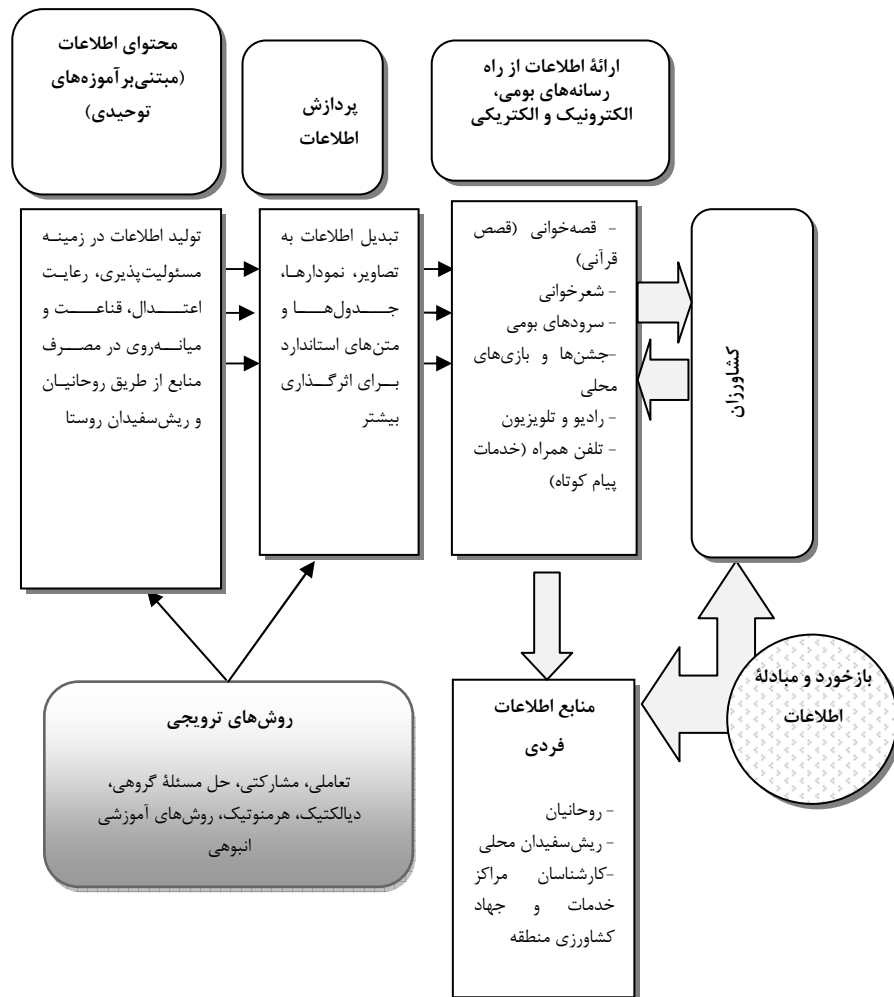 محتوای اطلاعات
(مبتنی‌بر آموزه‌های
توحیدی)
پردازش
اطلاعات
ارائهٔ اطلاعات از راه
رسانه‌های بومی،
الکترونیک و الکتریکی
تولید اطلاعات در زمینه
مسئولیت‌پذیری، رعایت
اعتدال، قناعت و
میانه‌روی در مصرف
منابع از طریق روحانیان
و ریش‌سفیدان روستا
تبدیل اطلاعات به
تصاویر، نمودارها،
جدول‌ها و
متن‌های استاندارد
برای اثرگذاری
بیشتر
- قصه‌خوانی (قصص
قرآنی)
- شعرخوانی
- سرودهای بومی
-جشن‌ها و بازی‌های
محلی
- رادیو و تلویزیون
- تلفن همراه (خدمات
پیام کوتاه)
کشاورزان
روش‌های ترویجی
تعاملی، مشارکتی، حل مسئلهٔ گروهی،
دیالکتیک، هرمنوتیک، روش‌های آموزشی
انبوهی
منابع اطلاعات
فردی
- روحانیان
- ریش‌سفیدان محلی
-کارشناسان مراکز
خدمات و جهاد
کشاورزی منطقه
بازخورد و مبادلهٔ
اطلاعات